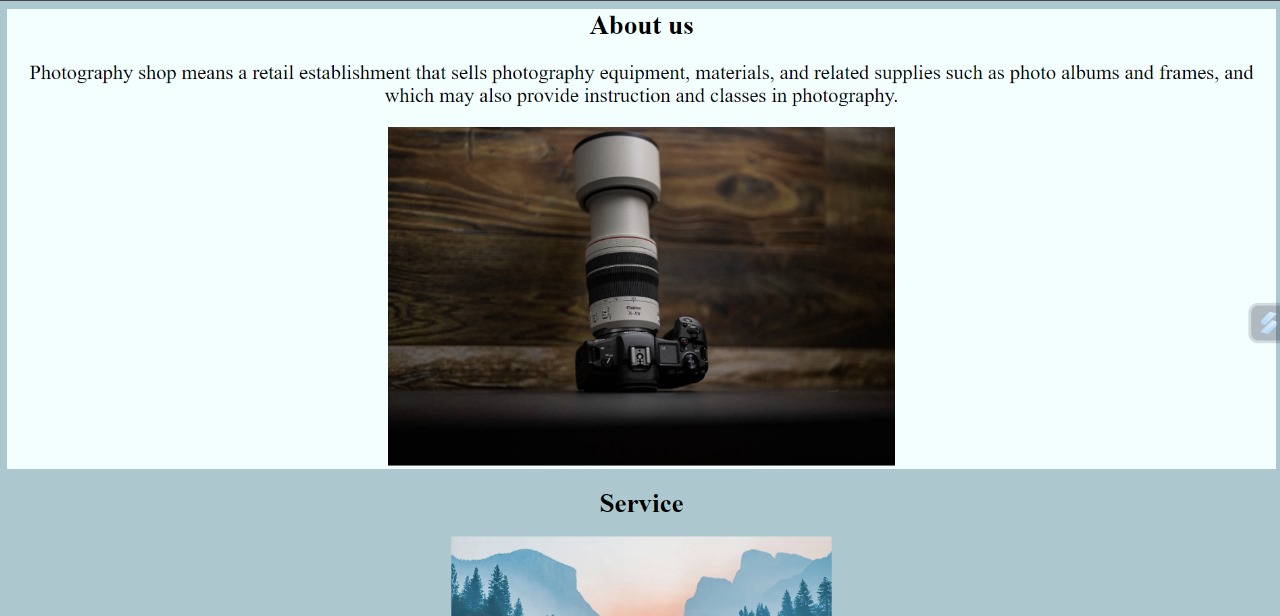 About us
Photography shop means a retail establishment that sells photography equipment, materials, and related supplies such as photo albums and frames, and
which may also provide instruction and classes in photography.
Canon
Service